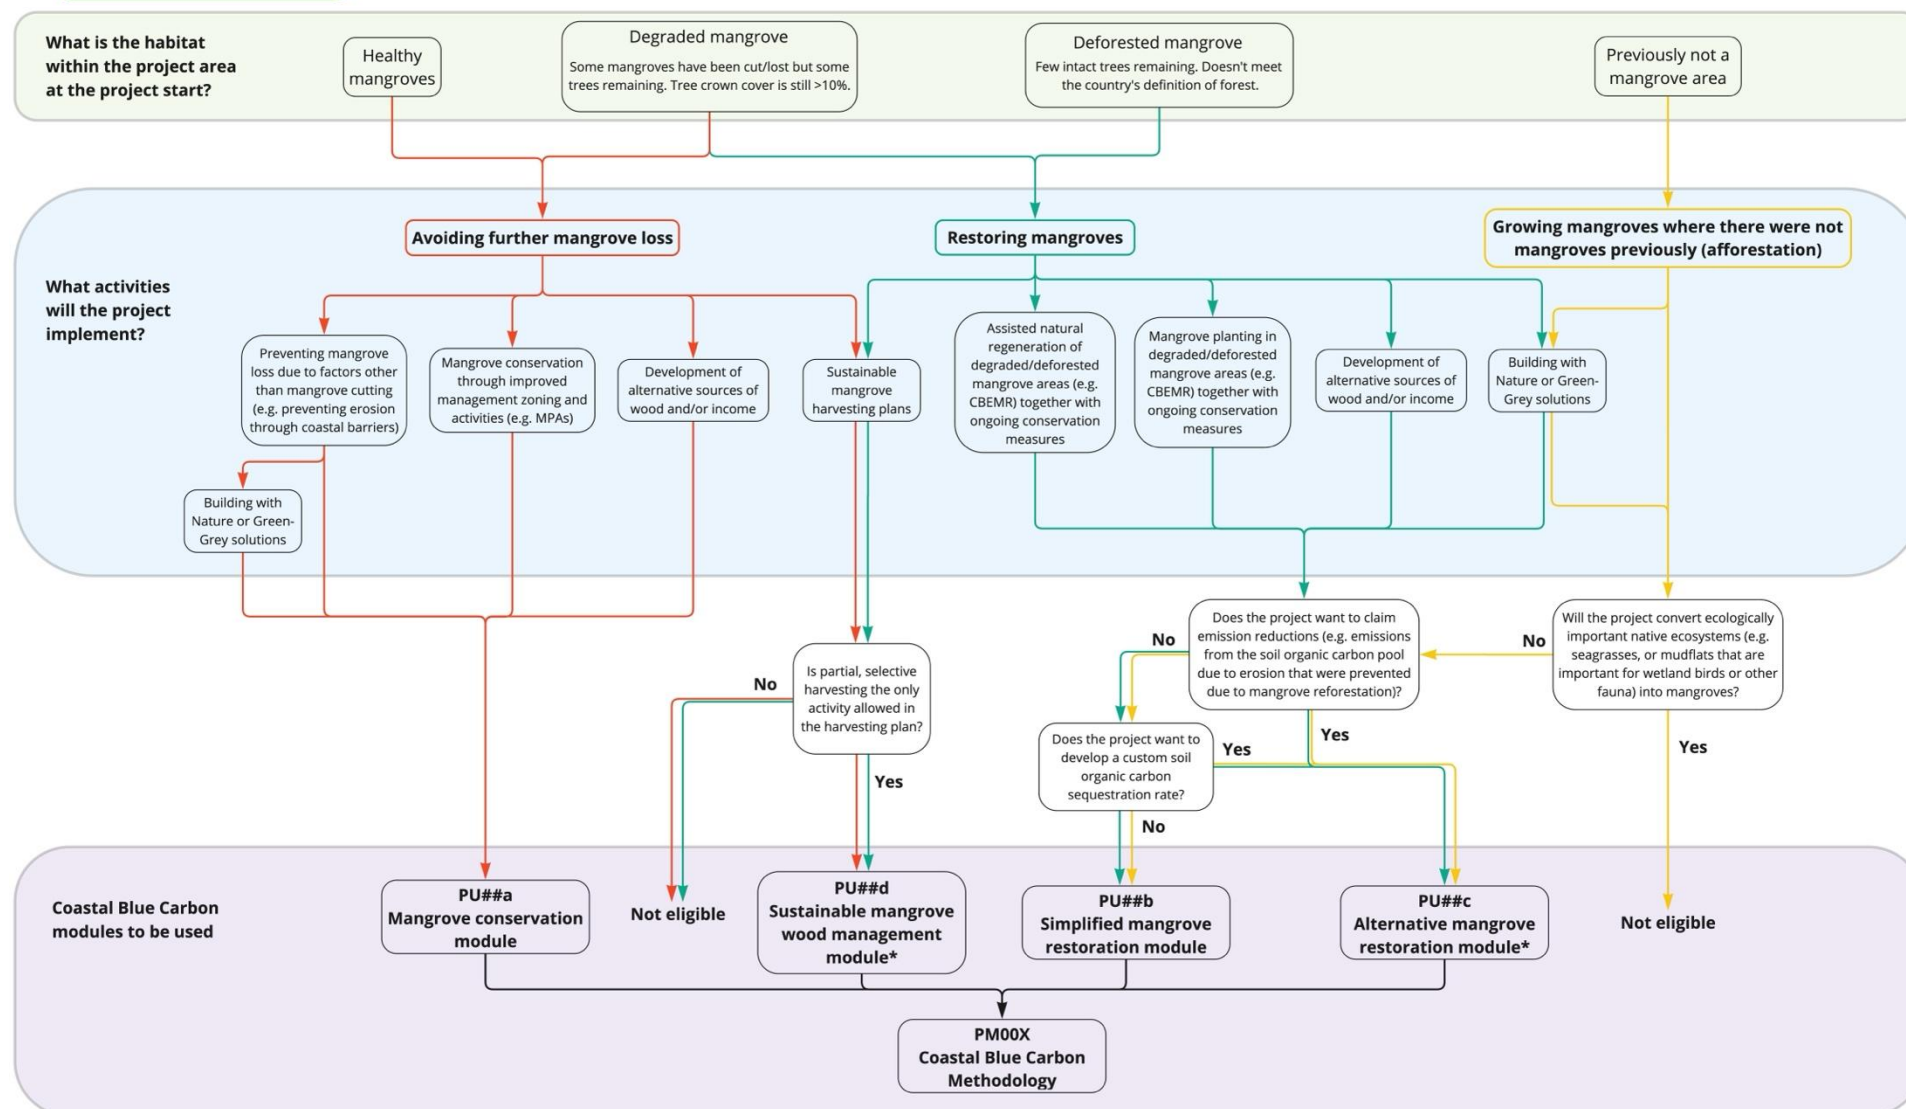 What is the habitat
within the project area
at the project start?
Healthy
mangroves
Degraded mangrove
Some mangroves have been cut/lost but some
trees remaining. Tree crown cover is still >10%.
Deforested mangrove
Few intact trees remaining. Doesn't meet
the country's definition of forest.
Previously not a
mangrove area
What activities
will the project
implement?
Avoiding further mangrove loss
Restoring mangroves
Growing mangroves where there were not
mangroves previously (afforestation)
Preventing mangrove
loss due to factors other
than mangrove cutting
(e.g. preventing erosion
through coastal barriers)
Mangrove conservation
through improved
management zoning and
activities (e.g. MPAs)
Development of
alternative sources of
wood and/or income
Sustainable
mangrove
harvesting plans
Assisted natural
regeneration of
degraded/deforested
mangrove areas (e.g.
CBEMR) together with
ongoing conservation
measures
Mangrove planting in
degraded/deforested
mangrove areas (e.g.
CBEMR) together with
ongoing conservation
measures
Development of
alternative sources of
wood and/or income
Building with
Nature or Green-
Grey solutions
Building with
Nature or Green-
Grey solutions
Is partial, selective
harvesting the only
activity allowed in
the harvesting plan?
No
Yes
Does the project want to claim
emission reductions (e.g. emissions
from the soil organic carbon pool
due to erosion that were prevented
due to mangrove reforestation)?
No
Yes
Will the project convert ecologically
important native ecosystems (e.g.
seagrasses, or mudflats that are
important for wetland birds or other
fauna) into mangroves?
No
Yes
Does the project want to
develop a custom soil
organic carbon
sequestration rate?
Yes
No
Coastal Blue Carbon
modules to be used
PU##a
Mangrove conservation
module
Not eligible
PU##d
Sustainable mangrove
wood management
module*
PU##b
Simplified mangrove
restoration module
PU##c
Alternative mangrove
restoration module*
Not eligible
PM00X
Coastal Blue Carbon
Methodology